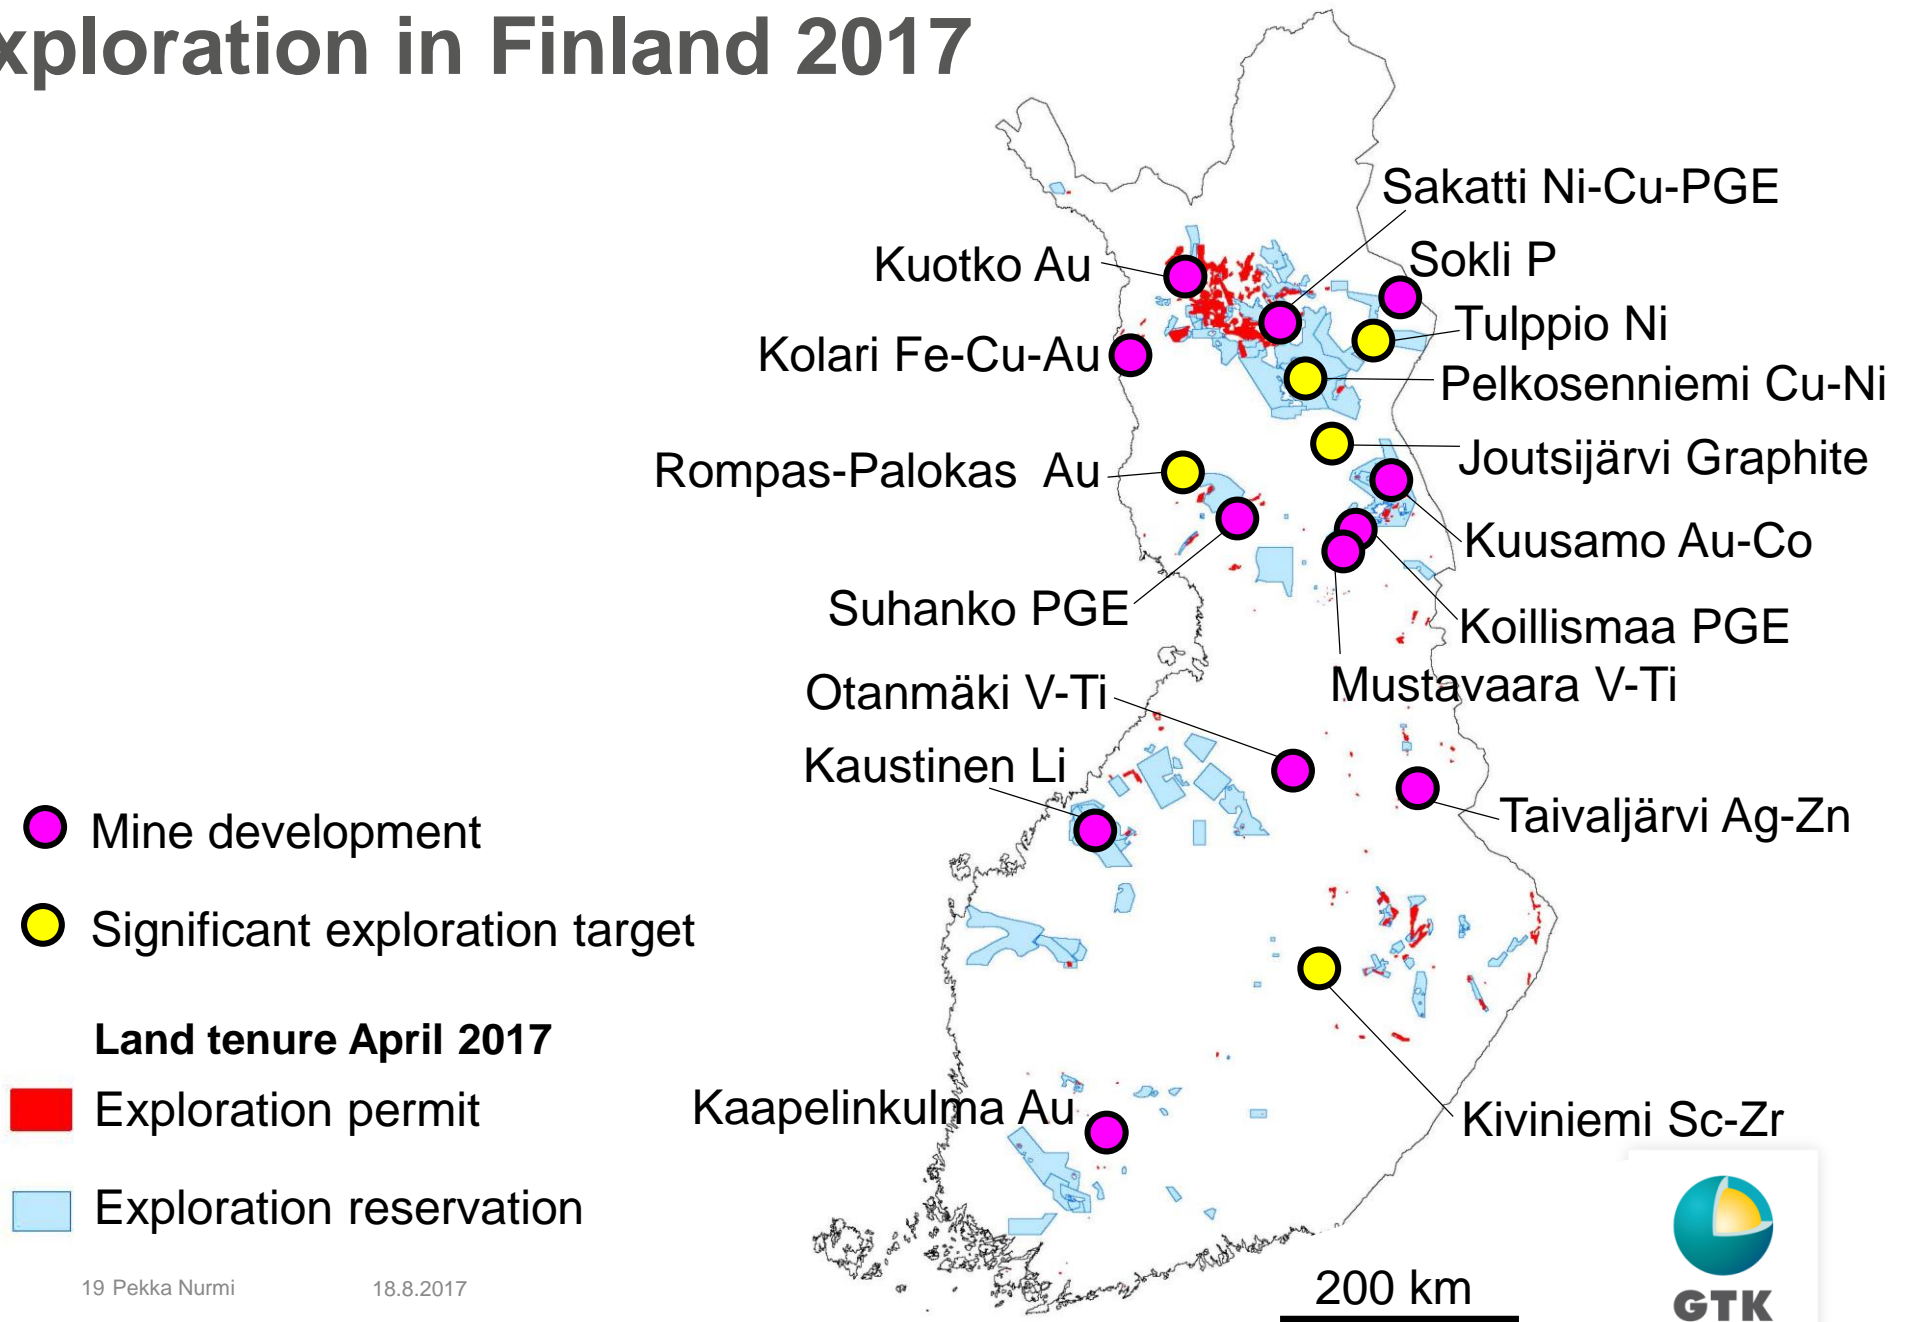 xploration in Finland 2017
Sakatti Ni-Cu-PGE
Kuotko Au
Sokli P
Tulppio Ni
Kolari Fe-Cu-Au
Pelkosenniemi Cu-Ni
Rompas-Palokas Au
Joutsijärvi Graphite
Kuusamo Au-Co
Suhanko PGE
Koillismaa PGE
Otanmäki V-Ti
Mustavaara V-Ti
Kaustinen Li
Taivaljärvi Ag-Zn
Mine development
Significant exploration target
Land tenure April 2017
Exploration permit
Kaapelinkulma Au
Kiviniemi Sc-Zr
Exploration reservation
19 Pekka Nurmi 18.8.2017
200 km
GTK